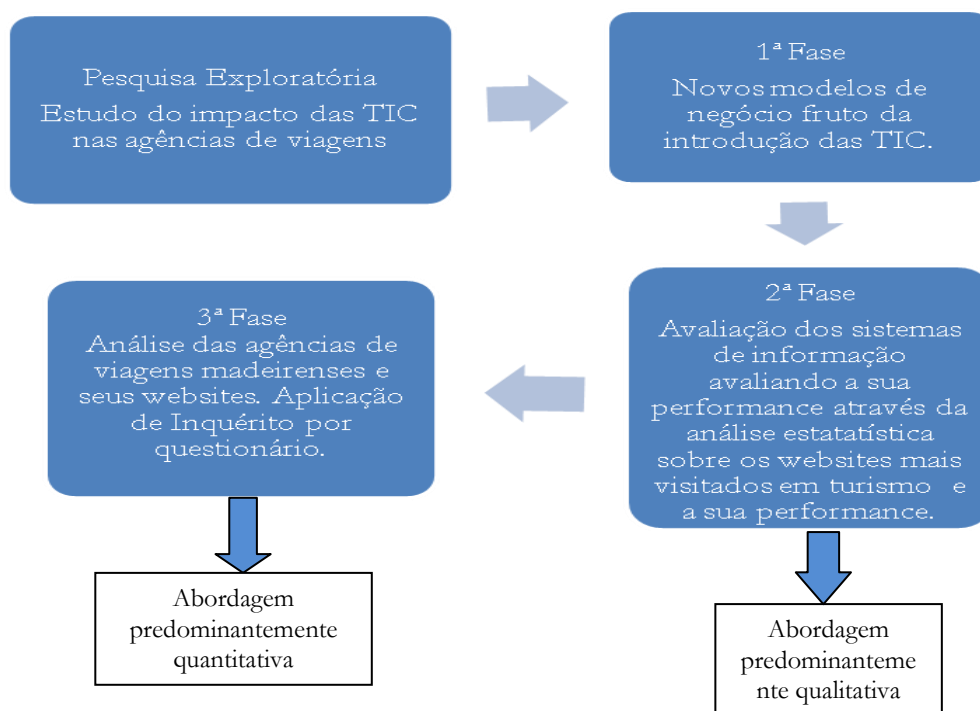 Pesquisa Exploratória
Estudo do impacto das TIC
nas agências de viagens
1ª Fase
Novos modelos de
negócio fruto da
introdução das TIC.
2ª Fase
Avaliação dos sistemas
de informação
avaliando a sua
performance através da
análise estatatística
sobre os websites mais
visitados em turismo e
a sua performance.
3ª Fase
Análise das agências de
viagens madeirenses e
seus websites. Aplicação
de Inquérito por
questionário.
Abordagem
predominantemente
quantitativa
Abordagem
predominanteme
nte qualitativa